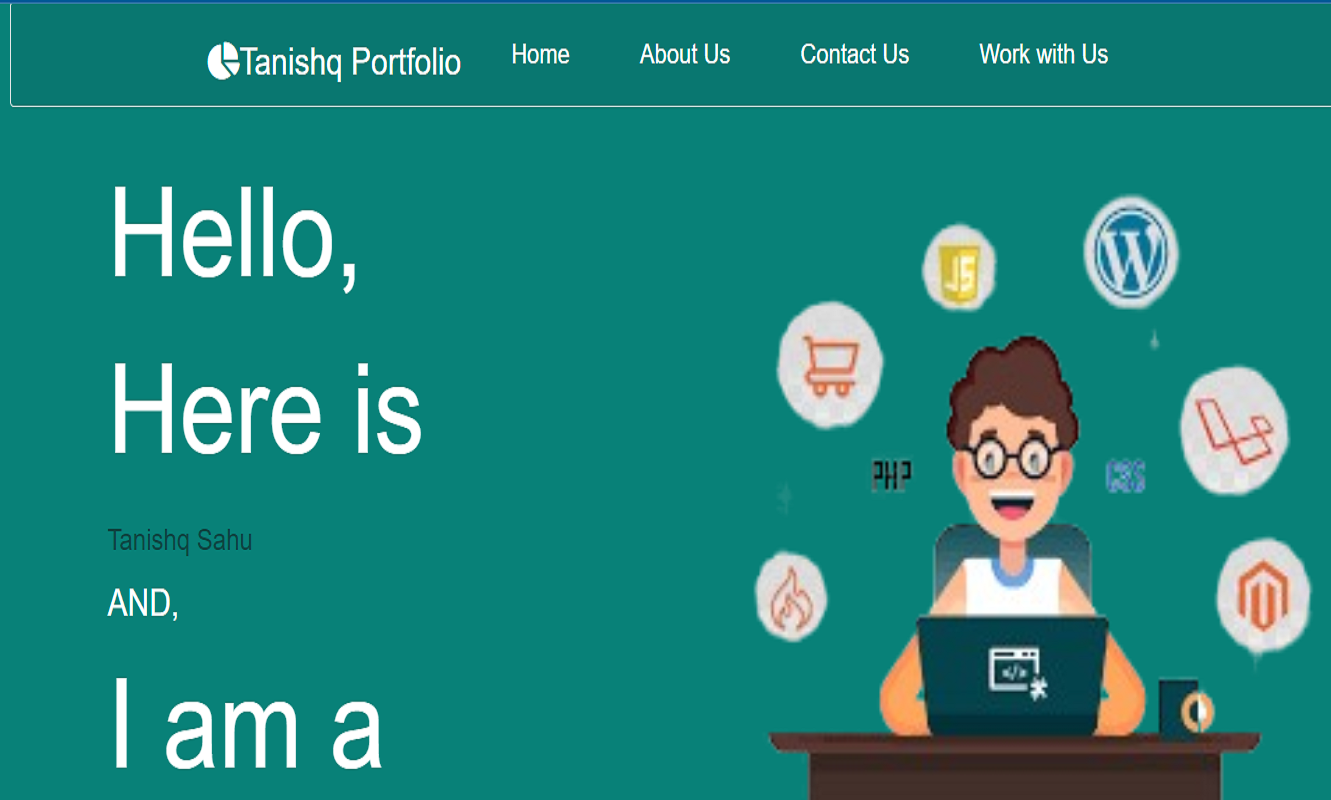 Tanishq Portfolio Home About Us Contact Us Work with Us
Hello,
Here is
Tanishq Sahu
AND,
I am a
JS
W
PHP
CSS
</>